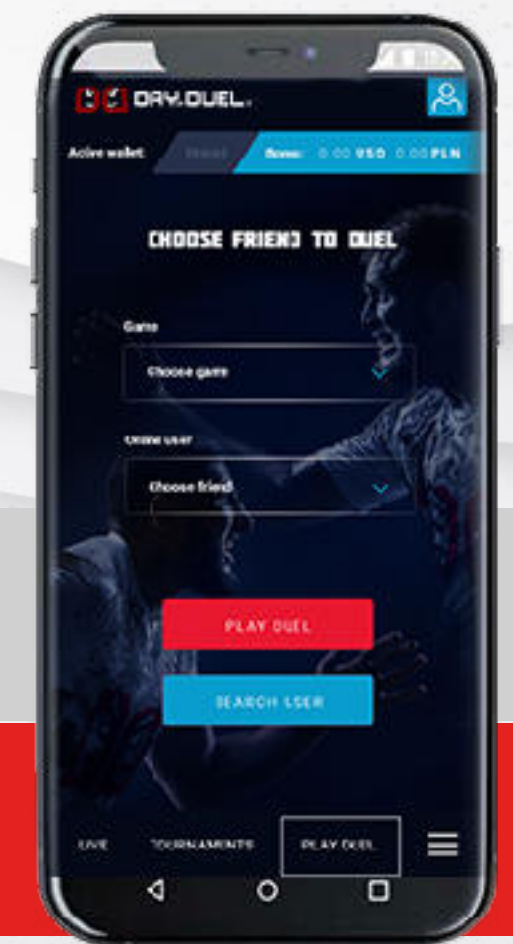 DAY.DUEL.
Active wallet:
0.00 USD 0.00 PLN
CHOOSE FRIEND TO DUEL
Game
Choose game
Online user
Choose friend
PLAY DUEL
SEARCH USER
LIVE TOURNAMENTS PLAY DUEL